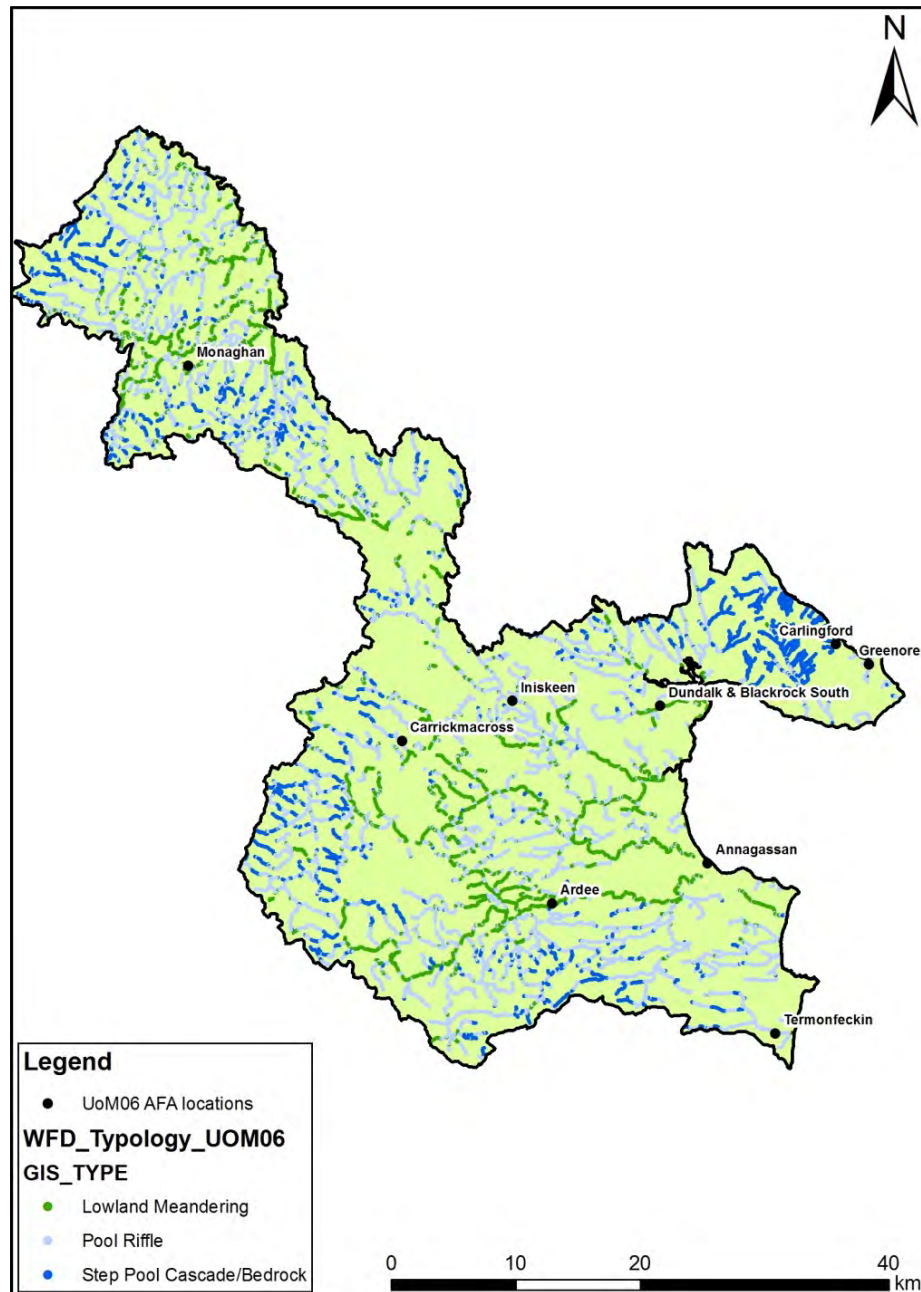 N
Monaghan
Carlingford
Greenore
Iniskeen
Dundalk & Blackrock South
Carrickmacross
Annagassan
Ardee
Termonfeckin
Legend
UoM06 AFA locations
WFD_Typology_UOM06
GIS_TYPE
Lowland Meandering
Pool Riffle
Step Pool Cascade/Bedrock
0 10 20 40
km